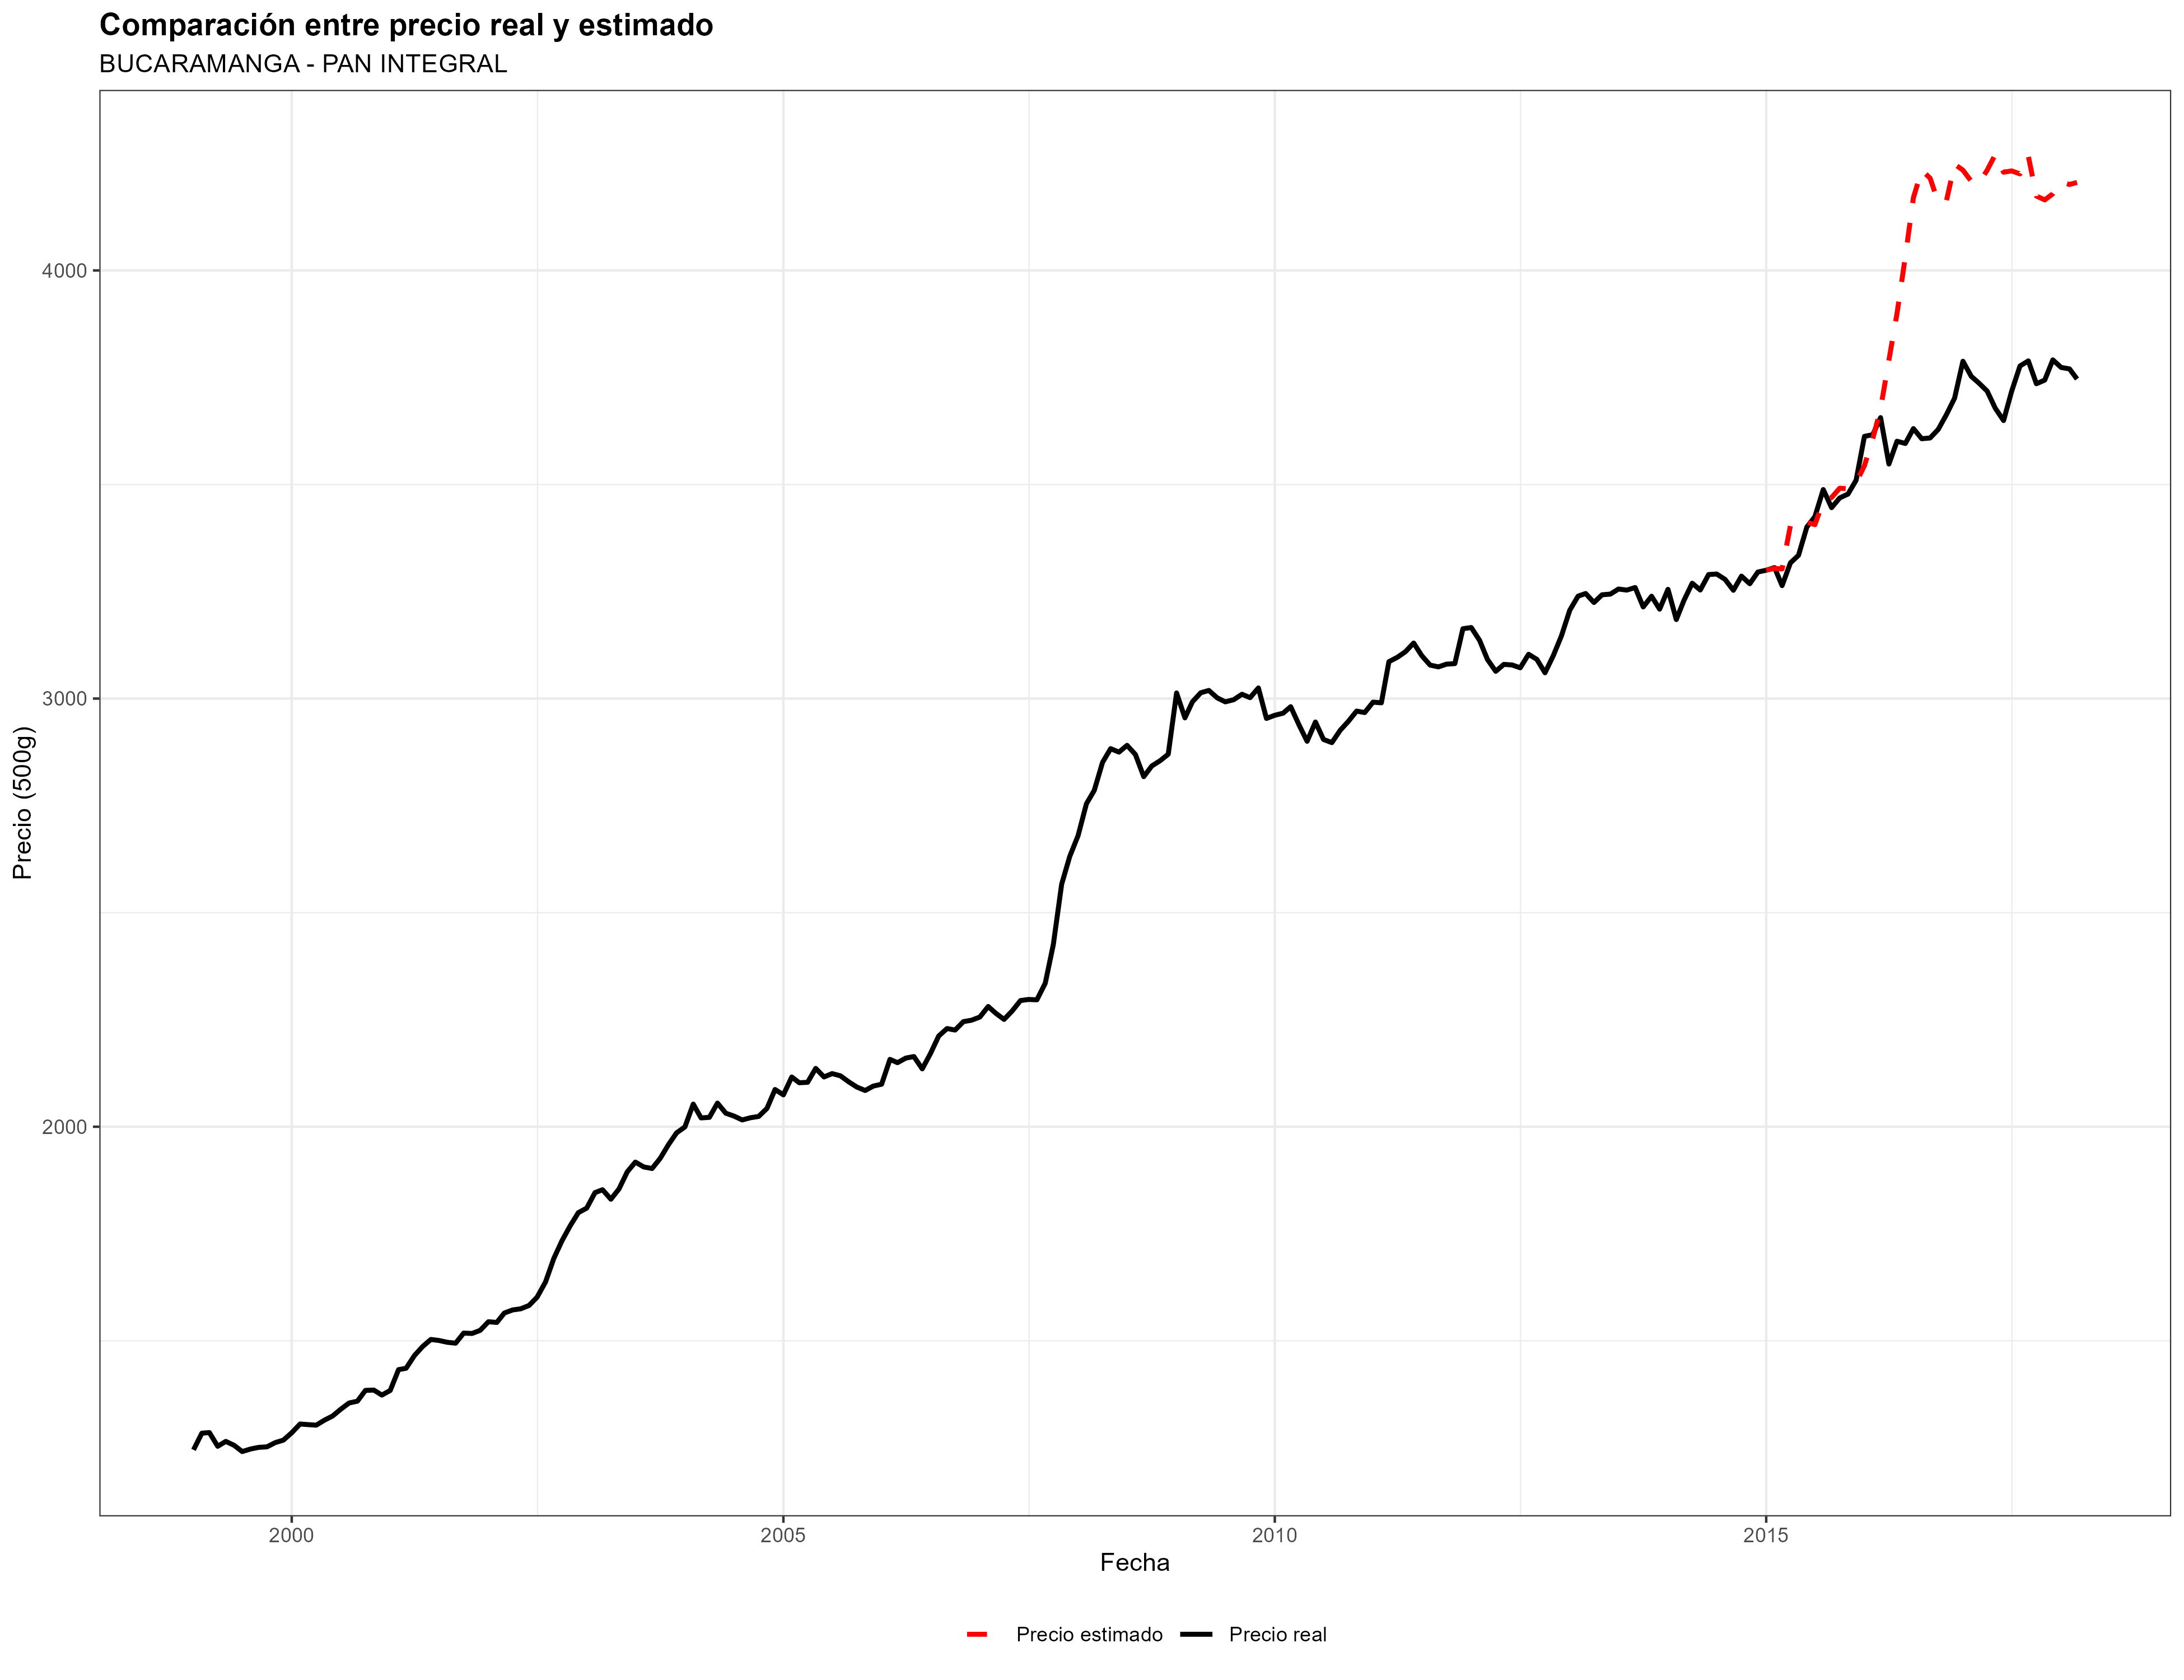 Comparación entre precio real y estimado
BUCARAMANGA - PAN INTEGRAL
Precio (500g)
4000
3000
2000
2000
2005
2010
2015
Fecha
Precio estimado
Precio real